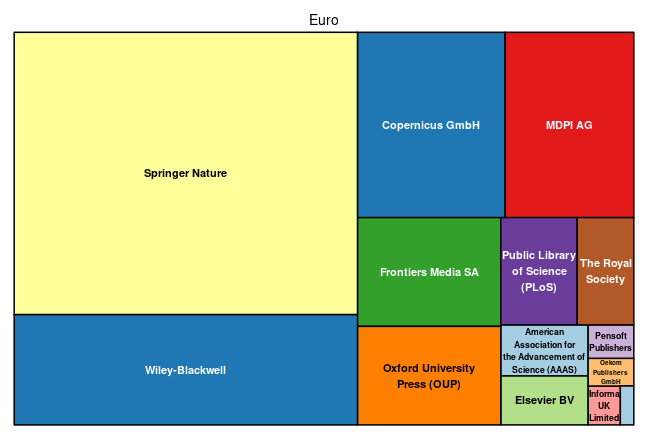 Euro
Springer Nature
Wiley-Blackwell
Copernicus GmbH
MDPI AG
Frontiers Media SA
Public Library
of Science
(PLoS)
The Royal
Society
Oxford University
Press (OUP)
American
Association for
the Advancement of
Science (AAAS)
Elsevier BV
Pensoft
Publishers
Oekom
Publishers
GmbH
Informa
UK
Limited